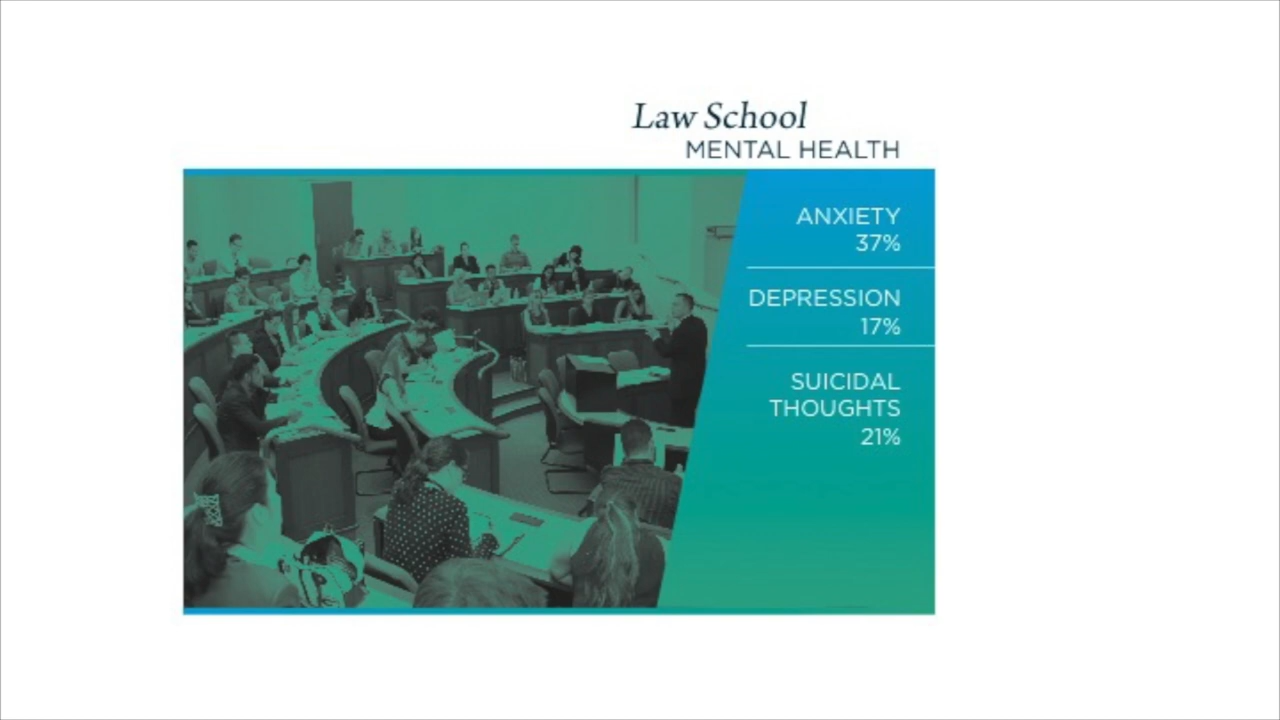 Law School
MENTAL HEALTH
ANXIETY
37%
DEPRESSION
17%
SUICIDAL
THOUGHTS
21%